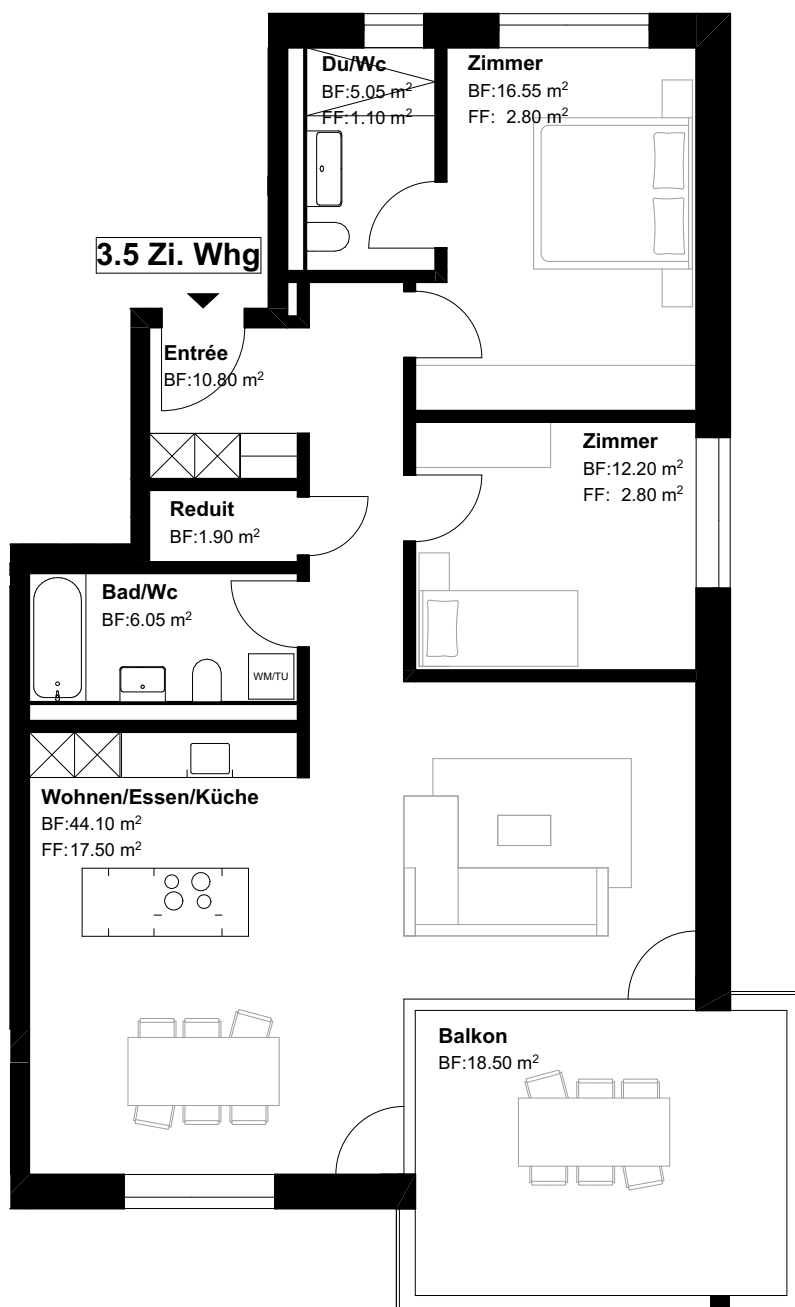 Du/Wc
BF:5.05 m²
FF:1.10 m²
Zimmer
BF:16.55 m²
FF: 2.80 m²
3.5 Zi. Whg
Entrée
BF:10.80 m²
Zimmer
BF:12.20 m²
FF: 2.80 m²
Reduit
BF:1.90 m²
Bad/Wc
BF:6.05 m²
WM/TU
Wohnen/Essen/Küche
BF:44.10 m²
FF:17.50 m²
Balkon
BF:18.50 m²